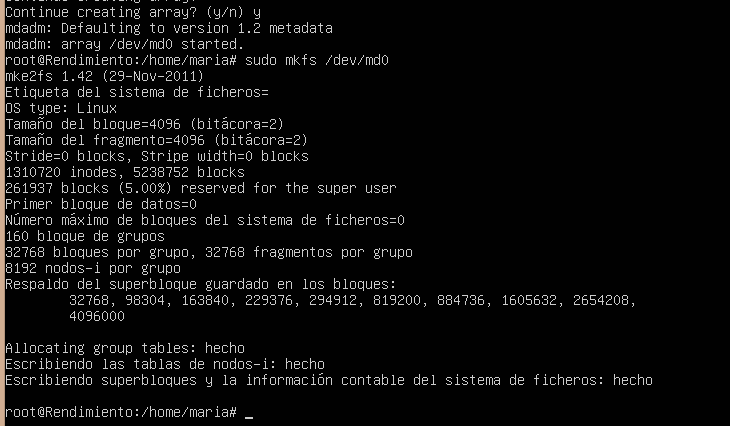 Continue creating array? (y/n) y
mdadm: Defaulting to version 1.2 metadata
mdadm: array /dev/md0 started.
root@Rendimiento:/home/maria# sudo mkfs /dev/md0
mke2fs 1.42 (29-Nov-2011)
Etiqueta del sistema de ficheros=
OS type: Linux
Tamaño del bloque=4096 (bitácora=2)
Tamaño del fragmento=4096 (bitácora=2)
Stride=0 blocks, Stripe width=0 blocks
1310720 inodes, 5238752 blocks
261937 blocks (5.00%) reserved for the super user
Primer bloque de datos=0
Número máximo de bloques del sistema de ficheros=0
160 bloque de grupos
32768 bloques por grupo, 32768 fragmentos por grupo
8192 nodos-i por grupo
Respaldo del superbloque guardado en los bloques:
32768, 98304, 163840, 229376, 294912, 819200, 884736, 1605632, 2654208,
4096000
Allocating group tables: hecho
Escribiendo las tablas de nodos-i: hecho
Escribiendo superbloques y la información contable del sistema de ficheros: hecho
root@Rendimiento:/home/maria# _